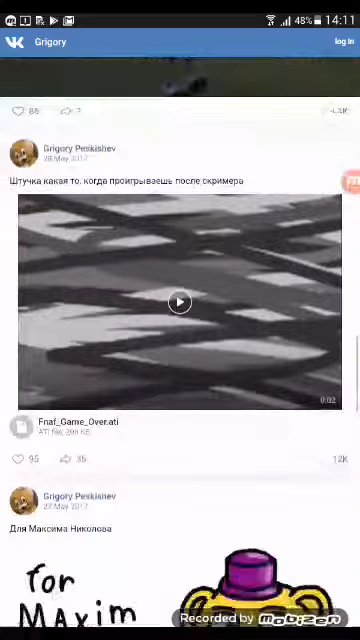 48% 14:11
Grigory
log in
86
Grigory Peskishev
28 May 2017
Штучка какая то, когда проигрываешь после скримера
0:02
Fnaf_Game_Over.ati
95 35 12K
Grigory Peskishev
27 May 2017
Для Максима Николова
for
MAxim
Recorded by
mobizen